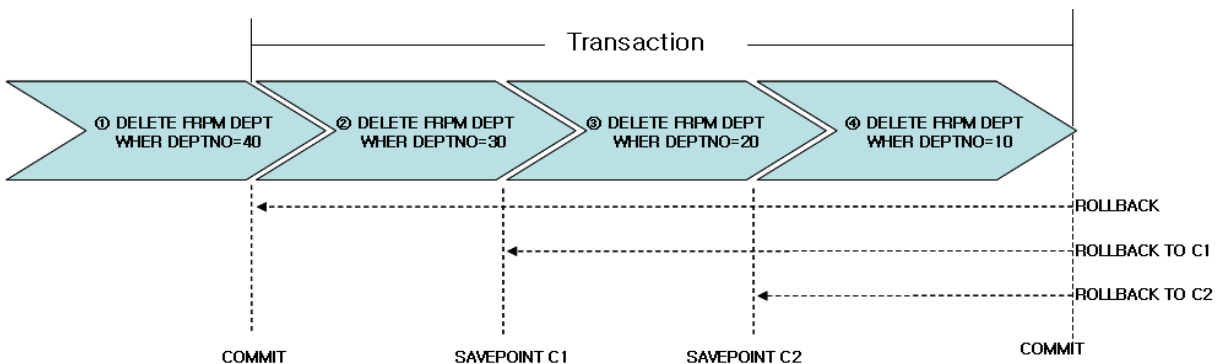 Transaction
① DELETE FRPM DEPT
WHER DEPTNO=40
② DELETE FRPM DEPT
WHER DEPTNO=30
③ DELETE FRPM DEPT
WHER DEPTNO=20
④ DELETE FRPM DEPT
WHER DEPTNO=10
ROLLBACK
ROLLBACK TO C1
ROLLBACK TO C2
COMMIT
SAVEPOINT C1
SAVEPOINT C2
COMMIT